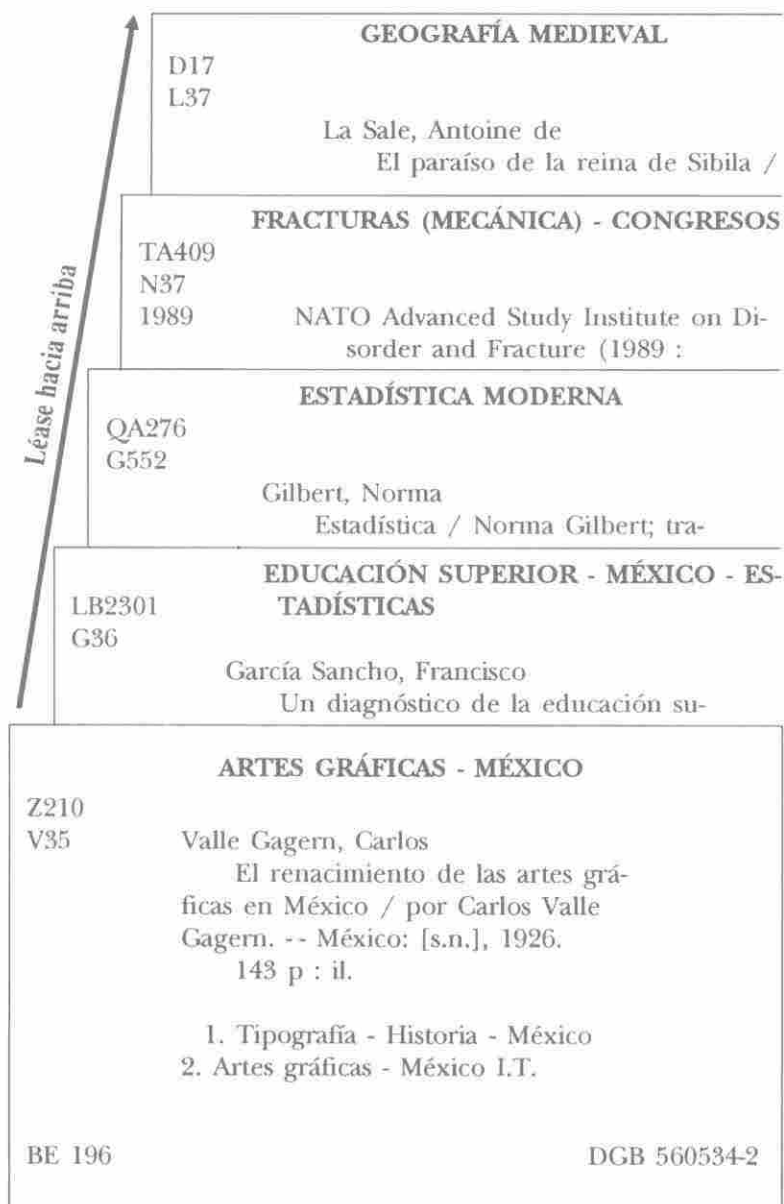 GEOGRAFÍA MEDIEVAL
D17
L37
La Sale, Antoine de
El paraíso de la reina de Sibila /
FRACTURAS (MECÁNICA) - CONGRESOS
TA409
N37
1989 NATO Advanced Study Institute on Di-
sorder and Fracture (1989 :
ESTADÍSTICA MODERNA
QA276
G552
Gilbert, Norma
Estadística / Norma Gilbert; tra-
EDUCACIÓN SUPERIOR - MÉXICO - ES-
LB2301 TADÍSTICAS
G36
García Sancho, Francisco
Un diagnóstico de la educación su-
Léase hacia arriba
ARTES GRÁFICAS - MÉXICO
Z210
V35 Valle Gagern, Carlos
El renacimiento de las artes grá-
ficas en México / por Carlos Valle
Gagern. -- México: [s.n.], 1926.
143 p : il.
1. Tipografía - Historia - México
2. Artes gráficas - México I.T.
BE 196 DGB 560534-2